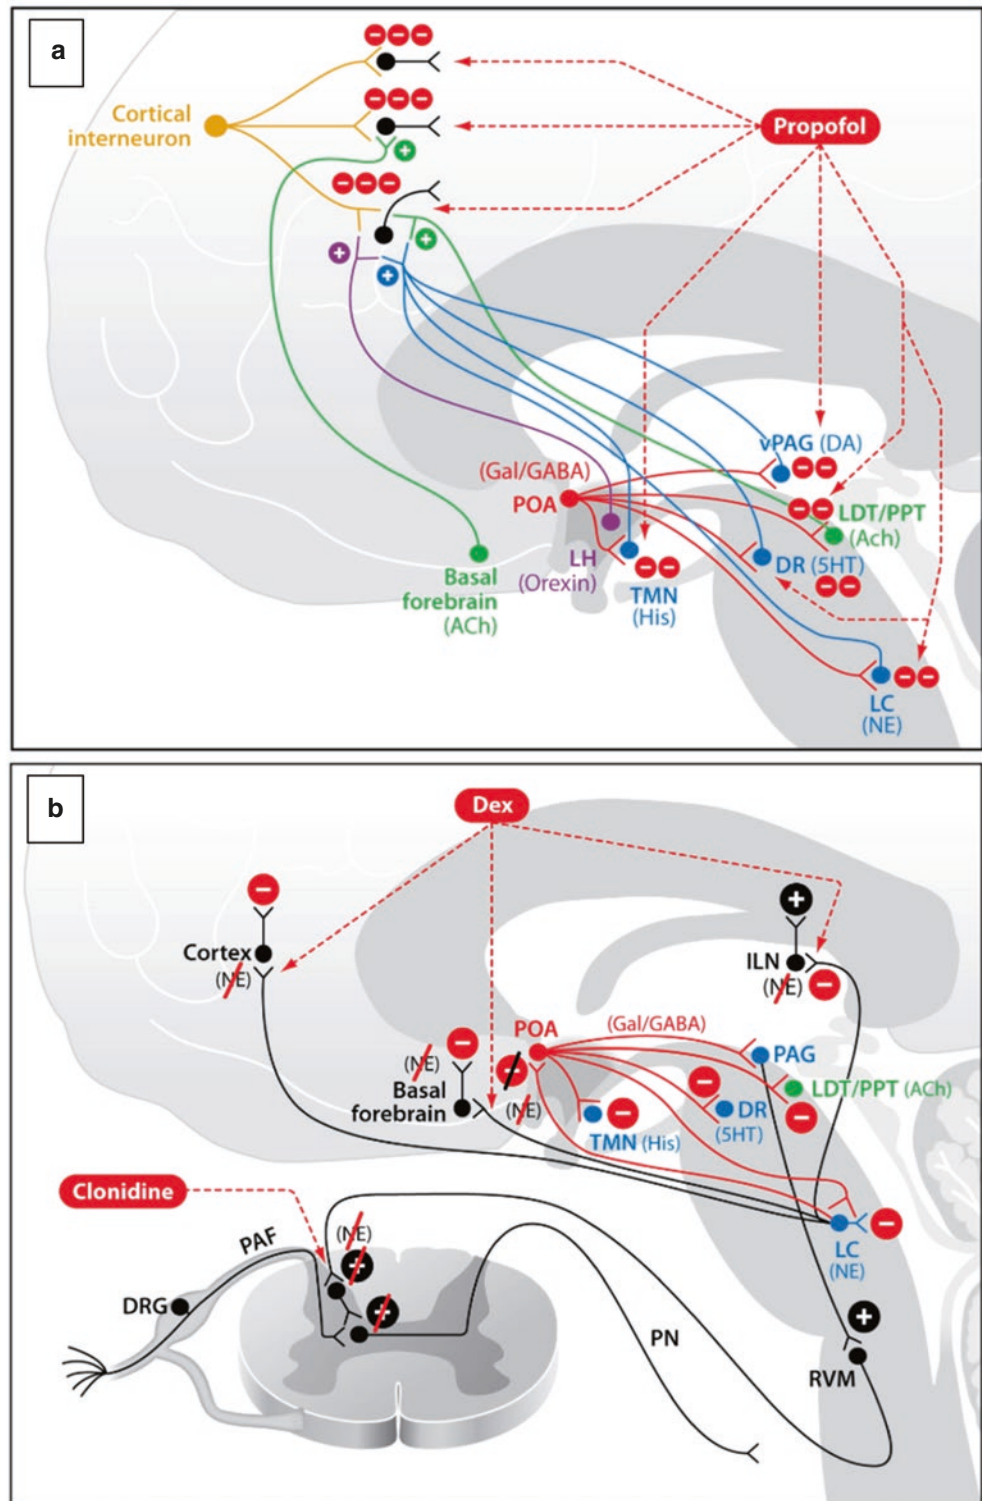 a
Cortical
interneuron
Propofol
(Gal/GABA)
POA
vPAG (DA)
LDT/PPT
(Ach)
DR (5HT)
LH
(Orexin)
TMN
(His)
Basal
forebrain
(ACh)
LC
(NE)
b
Dex
Cortex
(NE)
ILN
(NE)
POA
(Gal/GABA)
PAG
(NE)
Basal
forebrain
(NE)
LDT/PPT (ACh)
DR
(5HT)
TMN (His)
Clonidine
LC
(NE)
PAF
(NE)
DRG
PN
RVM